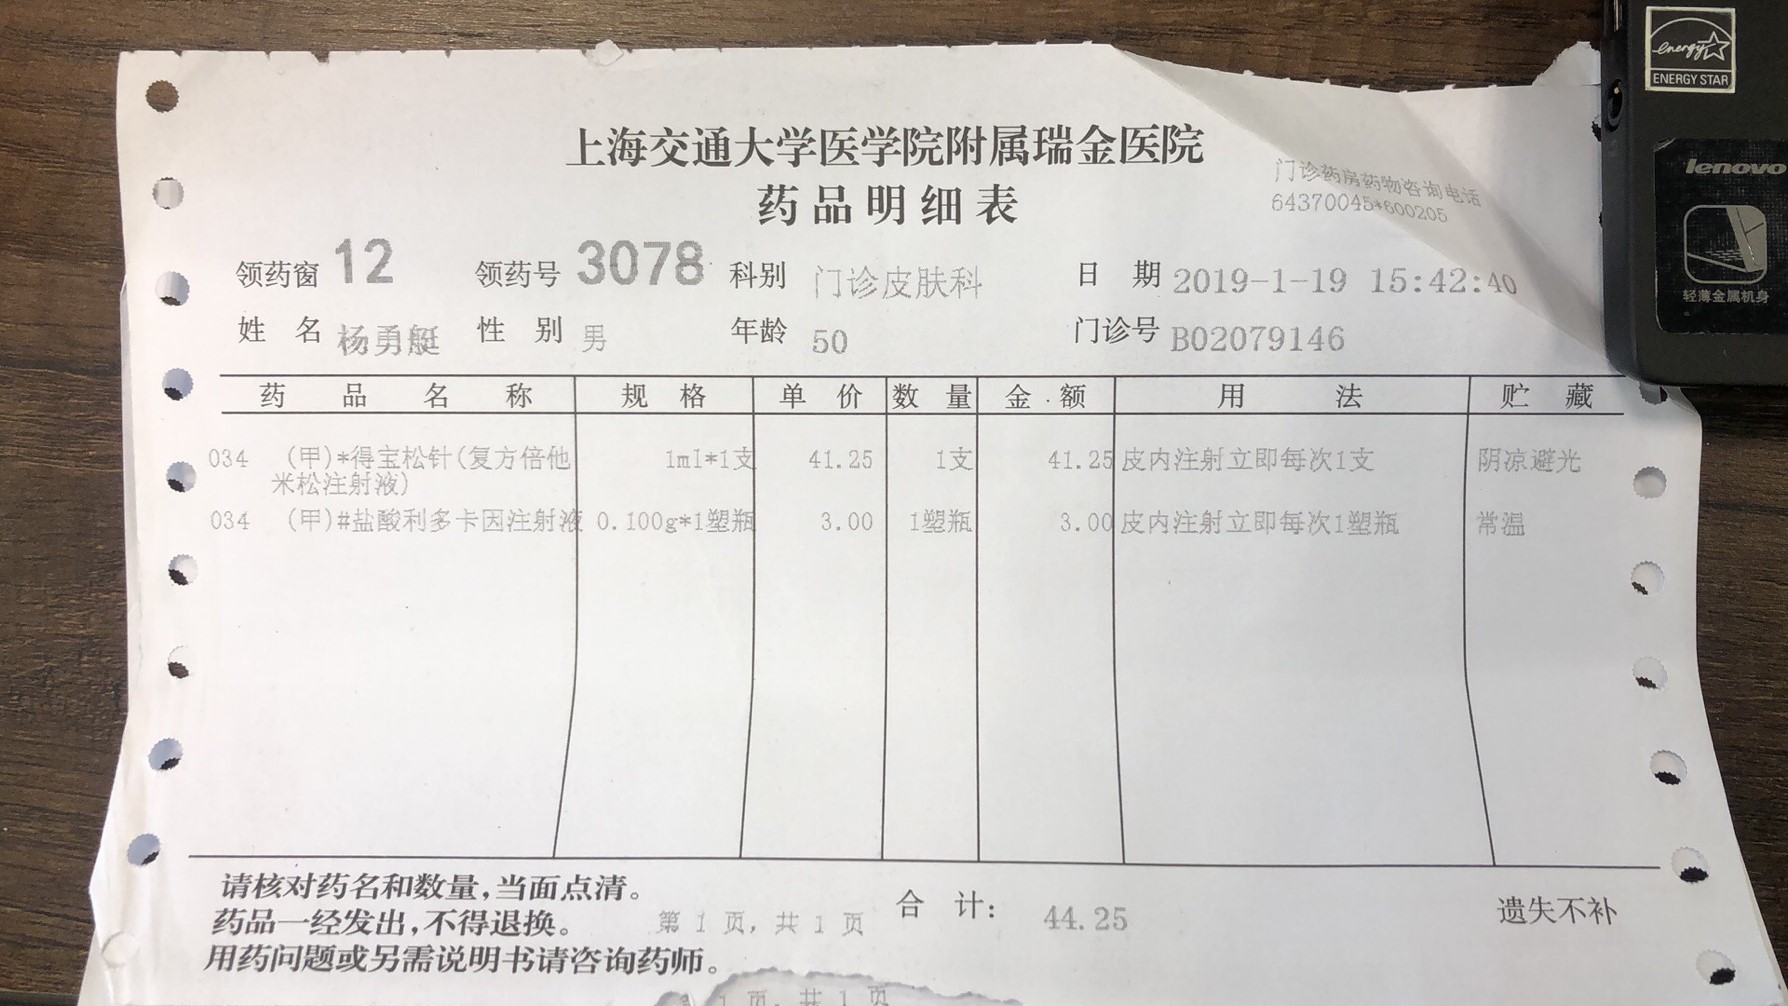 energy
ENERGY STAR
lenovo
轻薄金属机身
上海交通大学医学院附属瑞金医院
药品明细表
门诊药房药物咨询电话
64370045*600205
领药窗 12 领药号 3078 科别 门诊皮肤科 日 期 2019-1-19 15:42:40
姓 名 杨勇艇 性 别 男 年龄 50 门诊号 B02079146
药 品 名 称 规 格 单 价 数 量 金 额 用 法 贮 藏
034 (甲)*得宝松针(复方倍他 1ml*1支 41.25 1支 41.25 皮内注射立即每次1支 阴凉避光
米松注射液)
034 (甲)#盐酸利多卡因注射液 0.100g*1塑瓶 3.00 1塑瓶 3.00 皮内注射立即每次1塑瓶 常温
请核对药名和数量,当面点清。
药品一经发出,不得退换。 第 1 页, 共 1 页 合 计: 44.25 遗失不补
用药问题或另需说明书请咨询药师。
1 页, 共 1 页